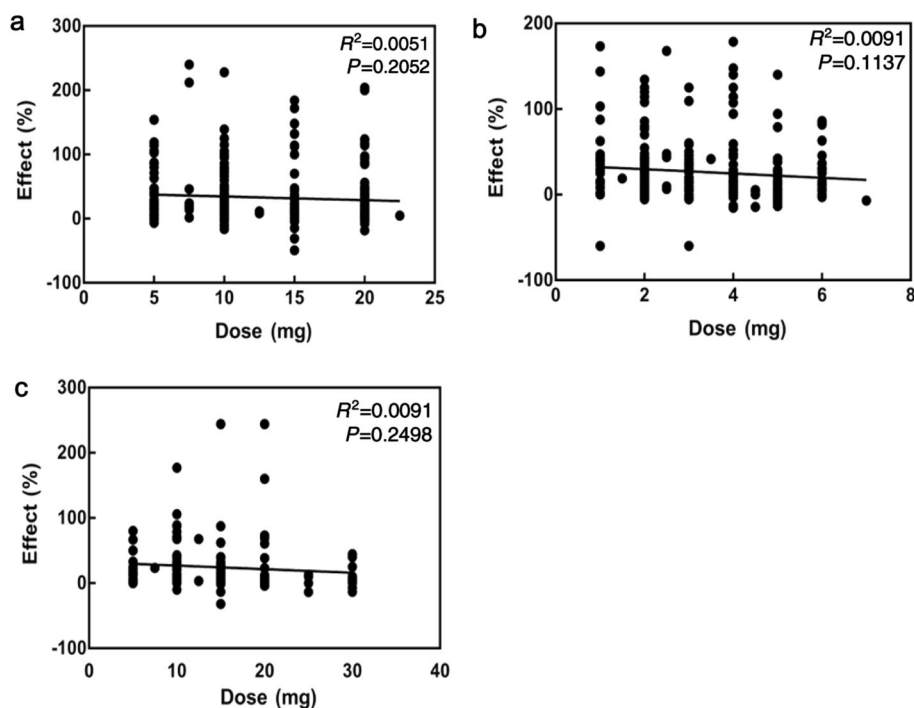 a
R²=0.0051
P=0.2052
300
200
100
0
-100
Effect (%)
0 5 10 15 20 25
Dose (mg)
b
R²=0.0091
P=0.1137
200
100
0
-100
Effect (%)
0 2 4 6 8
Dose (mg)
c
R²=0.0091
P=0.2498
300
200
100
0
-100
Effect (%)
0 10 20 30 40
Dose (mg)